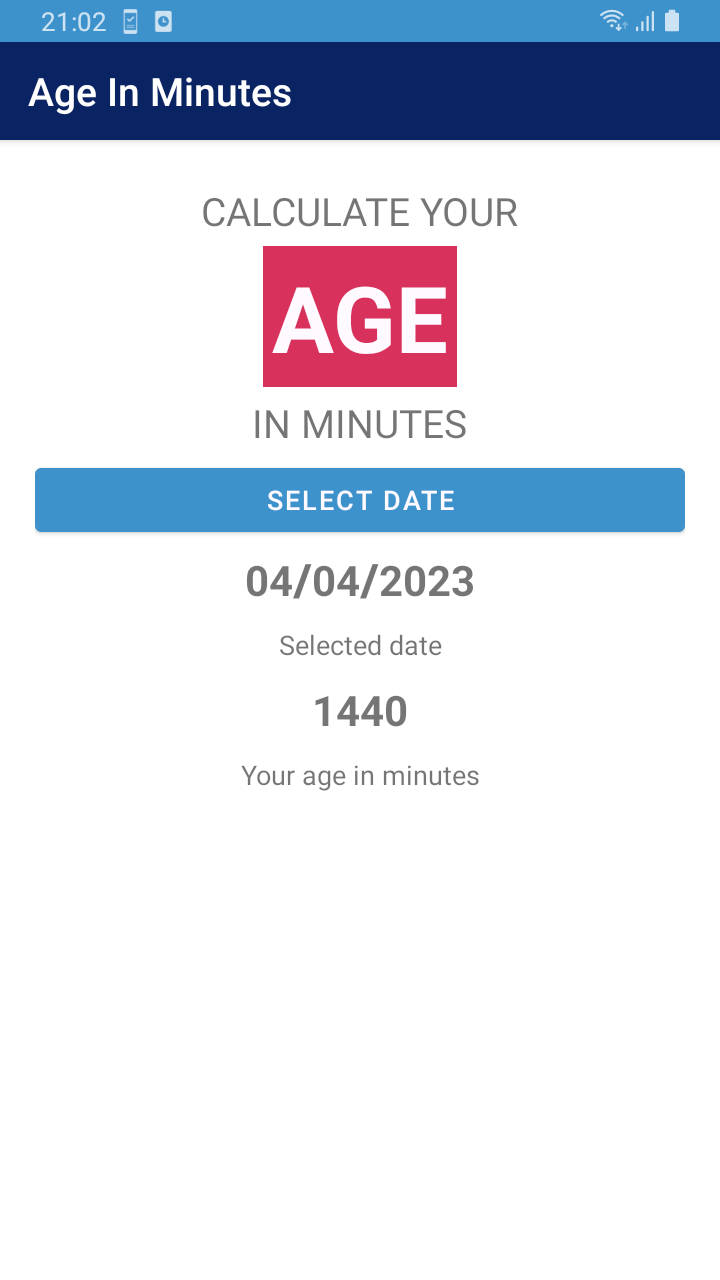 21:02
Age In Minutes
CALCULATE YOUR
AGE
IN MINUTES
SELECT DATE
04/04/2023
Selected date
1440
Your age in minutes